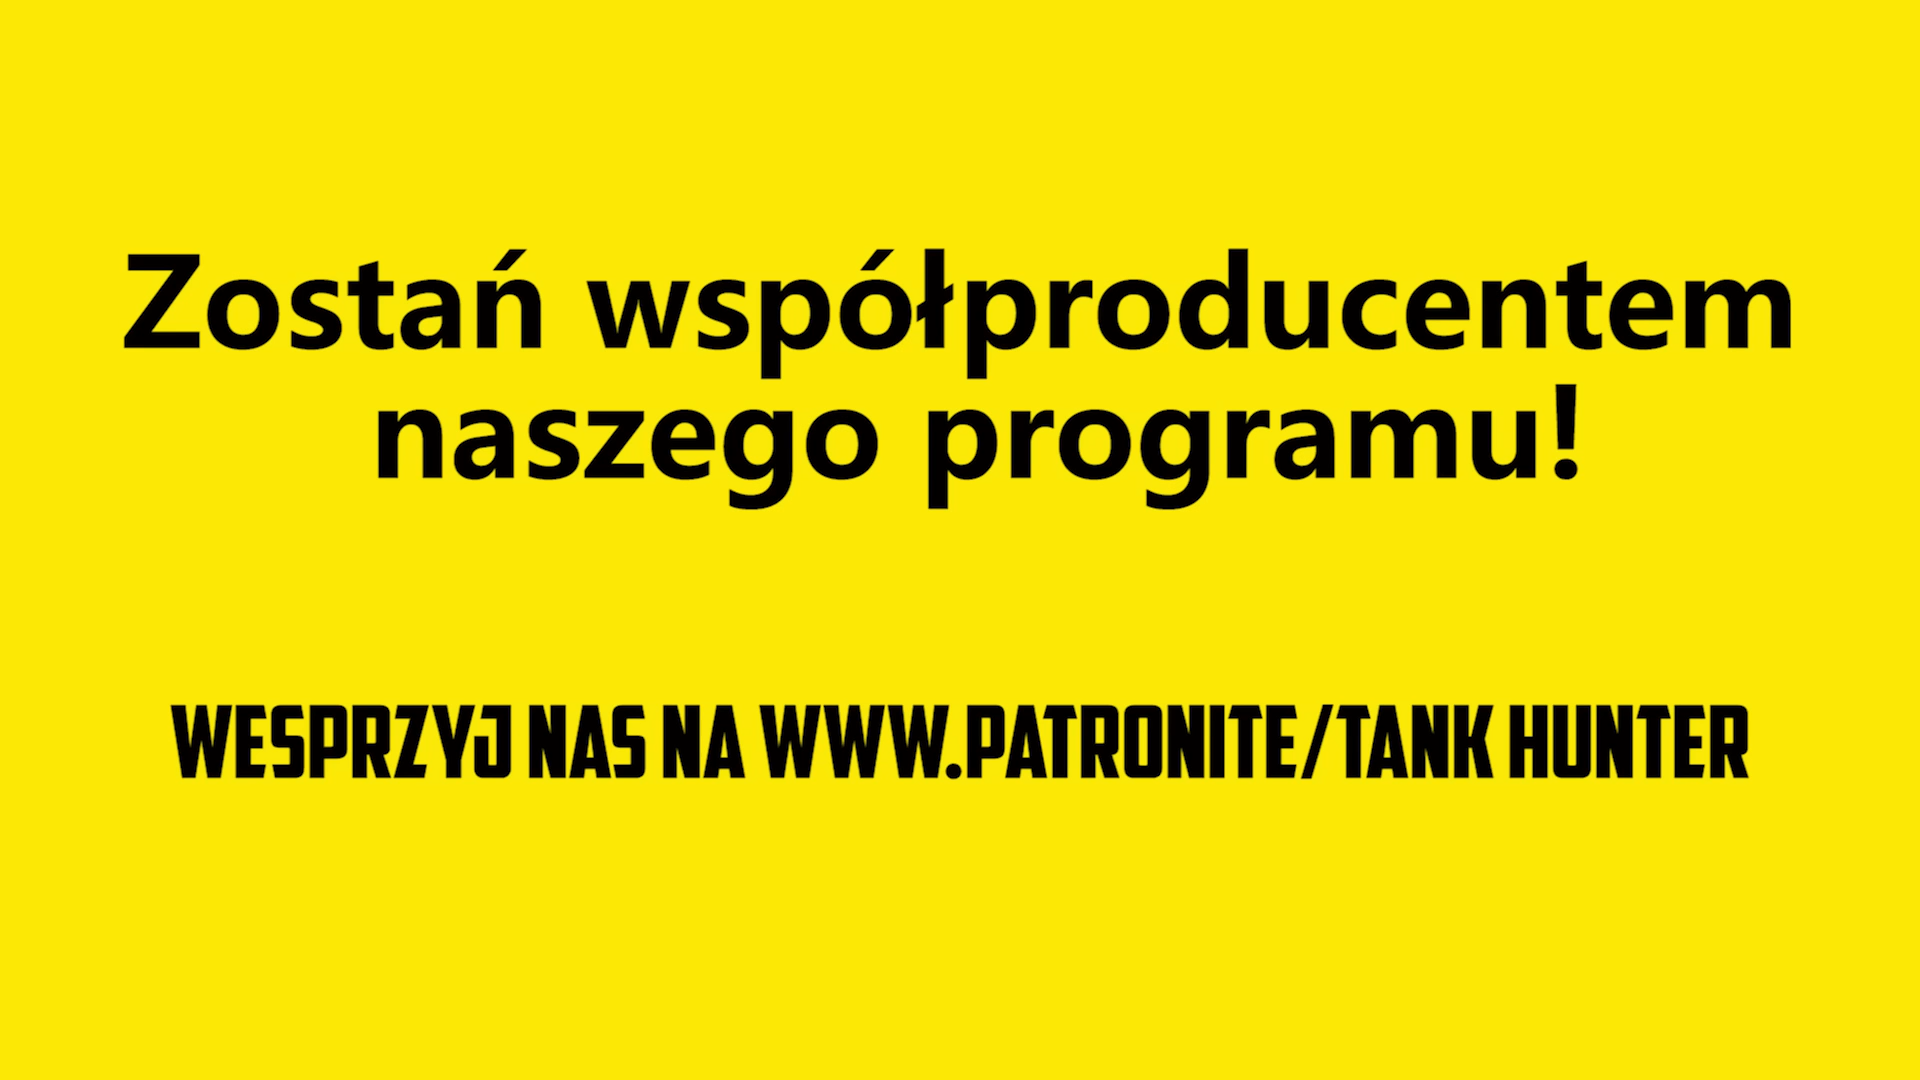 Zostań współproducentem
naszego programu!
WESPRZYJ NAS NA WWW.PATRONITE/TANK HUNTER